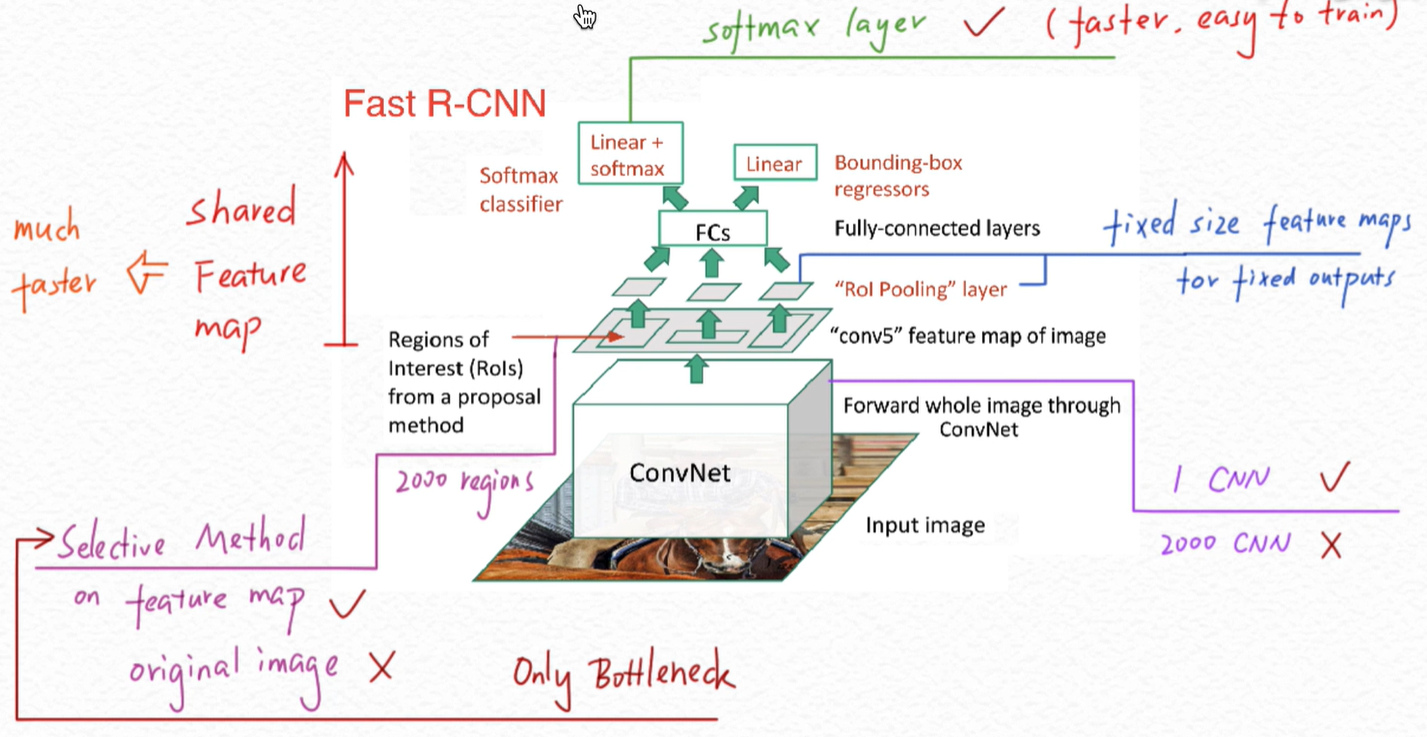 softmax layer ✓ (faster, easy to train)
Fast R-CNN
Linear +
softmax
Linear
Softmax
classifier
Bounding-box
regressors
FCs
Fully-connected layers
fixed size feature maps
for fixed outputs
much
faster
shared
Feature
map
"RoI Pooling" layer
Regions of
Interest (RoIs)
from a proposal
method
"conv5" feature map of image
Forward whole image through
ConvNet
ConvNet
2000 regions
1 CNN ✓
2000 CNN X
Input image
Selective Method
on feature map ✓
original image X
Only Bottleneck